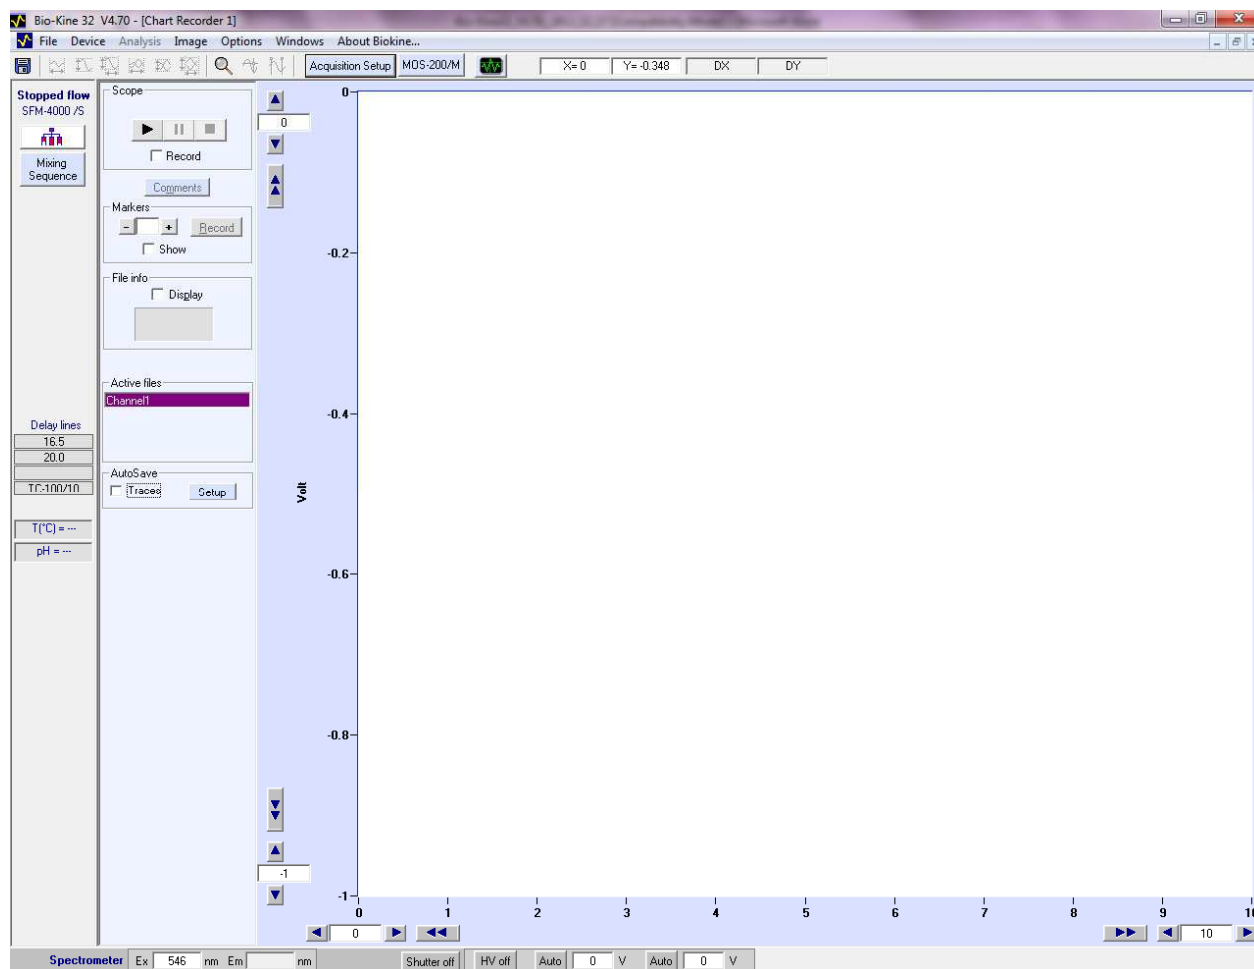 Bio-Kine 32 V4.70 - [Chart Recorder 1]
File Device Analysis Image Options Windows About Biokine...
Acquisition Setup MOS-200/M X= 0 Y= -0.348 DX DY
Stopped flow
SFM-4000 /S
Mixing
Sequence
Delay lines
16.5
20.0
TC-100/10
T(°C) = ---
pH = ---
Scope
Record
Comments
Markers
- + Record
Show
File info
Display
Active files
Channel1
AutoSave
Traces Setup
0
-1
Volt
0
-0.2
-0.4
-0.6
-0.8
-1
0 1 2 3 4 5 6 7 8 9
0 10
Spectrometer Ex 546 nm Em nm Shutter off HV off Auto 0 V Auto 0 V